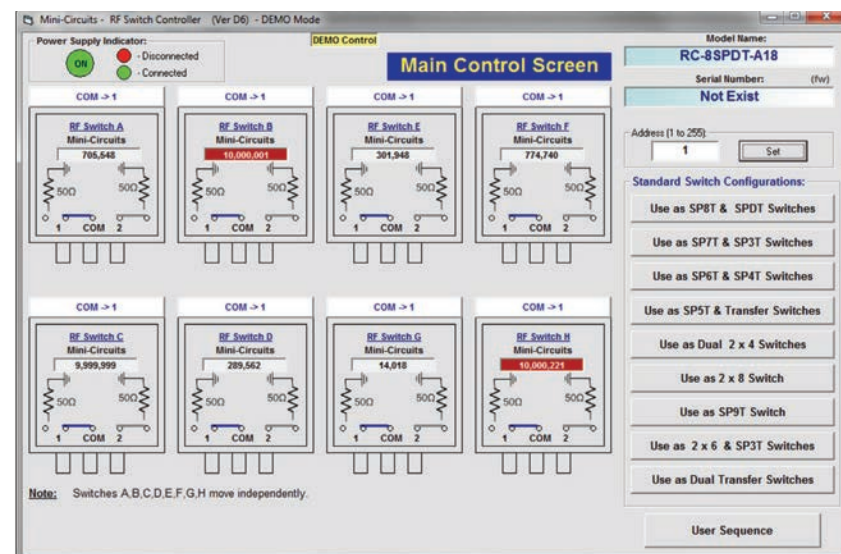 Mini-Circuits - RF Switch Controller (Ver D6) - DEMO Mode
Power Supply Indicator:
ON
- Disconnected
- Connected
DEMO Control
Main Control Screen
Model Name:
RC-8SPDT-A18
Serial Number: (fw)
Not Exist
Address (1 to 255):
1 Set
COM -> 1 COM -> 1 COM -> 1 COM -> 1
RF Switch A RF Switch B RF Switch E RF Switch F
Mini-Circuits Mini-Circuits Mini-Circuits Mini-Circuits
705,548 10,000,001 301,948 774,740
50Ω 50Ω 50Ω 50Ω 50Ω 50Ω 50Ω 50Ω
1 COM 2 1 COM 2 1 COM 2 1 COM 2
COM -> 1 COM -> 1 COM -> 1 COM -> 1
RF Switch C RF Switch D RF Switch G RF Switch H
Mini-Circuits Mini-Circuits Mini-Circuits Mini-Circuits
9,999,999 289,562 14,018 10,000,221
50Ω 50Ω 50Ω 50Ω 50Ω 50Ω 50Ω 50Ω
1 COM 2 1 COM 2 1 COM 2 1 COM 2
Note: Switches A,B,C,D,E,F,G,H move independently.
Standard Switch Configurations:
Use as SP8T & SPDT Switches
Use as SP7T & SP3T Switches
Use as SP6T & SP4T Switches
Use as SP5T & Transfer Switches
Use as Dual 2 x 4 Switches
Use as 2 x 8 Switch
Use as SP9T Switch
Use as 2 x 6 & SP3T Switches
Use as Dual Transfer Switches
User Sequence